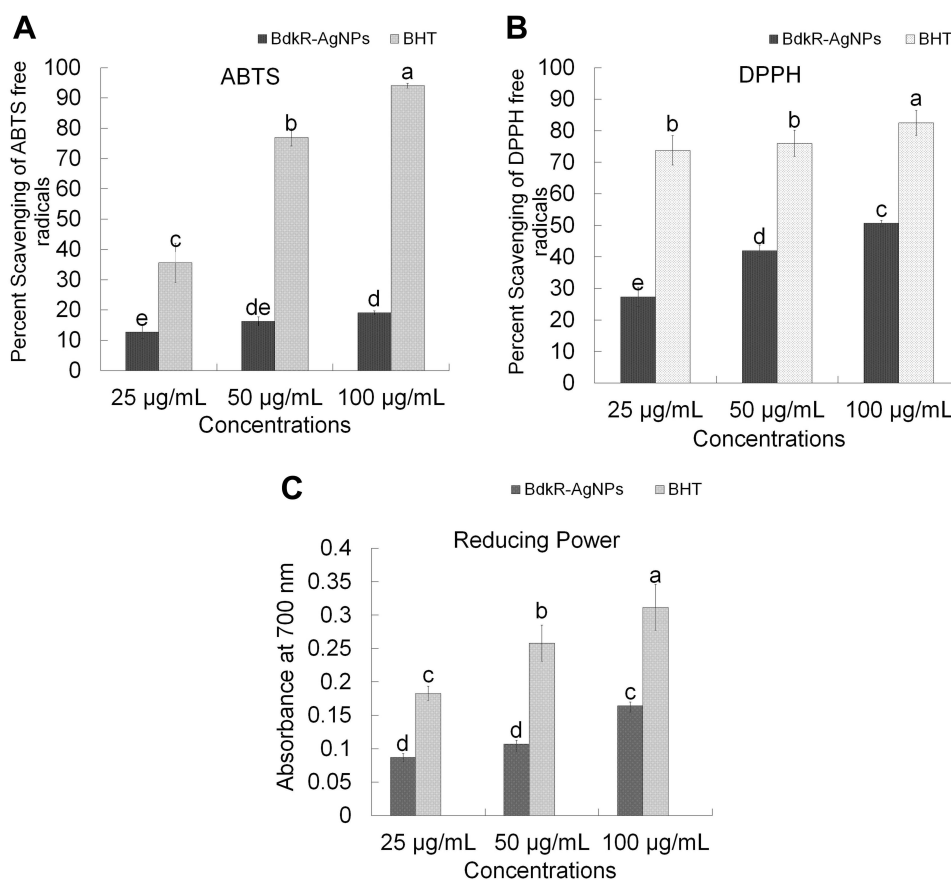 A
BdkR-AgNPs BHT
ABTS
Percent Scavenging of ABTS free
radicals
100
90
80
70
60
50
40
30
20
10
0
e
c
de
b
d
a
25 µg/mL 50 µg/mL 100 µg/mL
Concentrations
B
BdkR-AgNPs BHT
DPPH
Percent Scavenging of DPPH free
radicals
100
90
80
70
60
50
40
30
20
10
0
e
b
d
b
c
a
25 µg/mL 50 µg/mL 100 µg/mL
Concentrations
C
BdkR-AgNPs BHT
Reducing Power
Absorbance at 700 nm
0.4
0.35
0.3
0.25
0.2
0.15
0.1
0.05
0
d
c
d
b
c
a
25 µg/mL 50 µg/mL 100 µg/mL
Concentrations